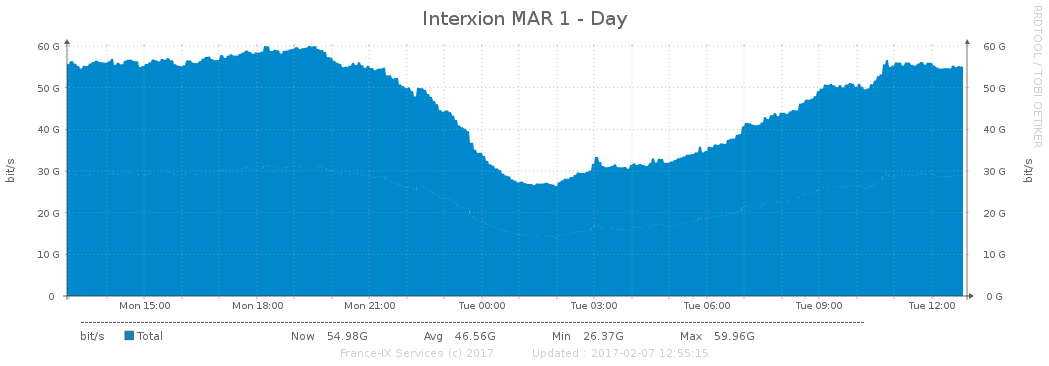 Interxion MAR 1 - Day
RRDTOOL / TOBI OETIKER
bit/s
60 G
50 G
40 G
30 G
20 G
10 G
0
60 G
50 G
40 G
30 G
20 G
10 G
0 G
bit/s
Mon 15:00 Mon 18:00 Mon 21:00 Tue 00:00 Tue 03:00 Tue 06:00 Tue 09:00 Tue 12:00
bit/s Total Now 54.98G Avg 46.56G Min 26.37G Max 59.96G
France-IX Services (c) 2017 Updated : 2017-02-07 12:55:15